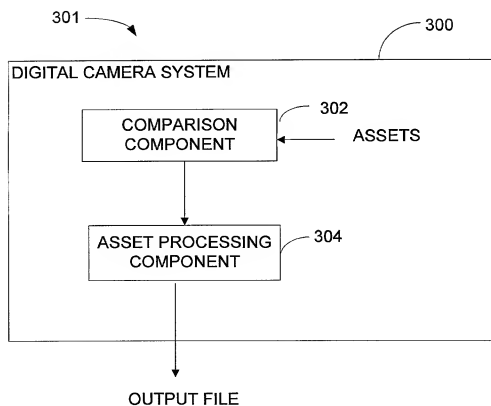 301
300
DIGITAL CAMERA SYSTEM
302
COMPARISON
COMPONENT
ASSETS
ASSET PROCESSING
COMPONENT
304
OUTPUT FILE